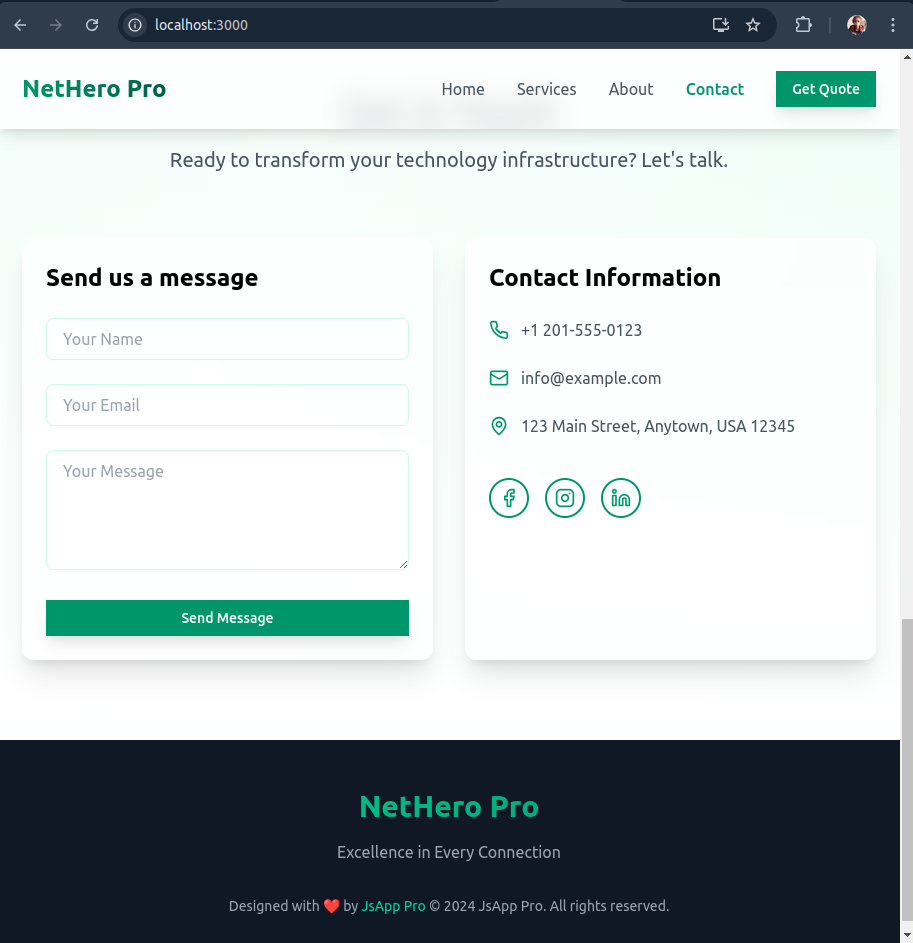 localhost:3000
NetHero Pro
Home
Services
About
Contact
Get Quote
Ready to transform your technology infrastructure? Let's talk.
Send us a message
Your Name
Your Email
Your Message
Send Message
Contact Information
+1 201-555-0123
info@example.com
123 Main Street, Anytown, USA 12345
NetHero Pro
Excellence in Every Connection
Designed with ❤️ by JsApp Pro © 2024 JsApp Pro. All rights reserved.